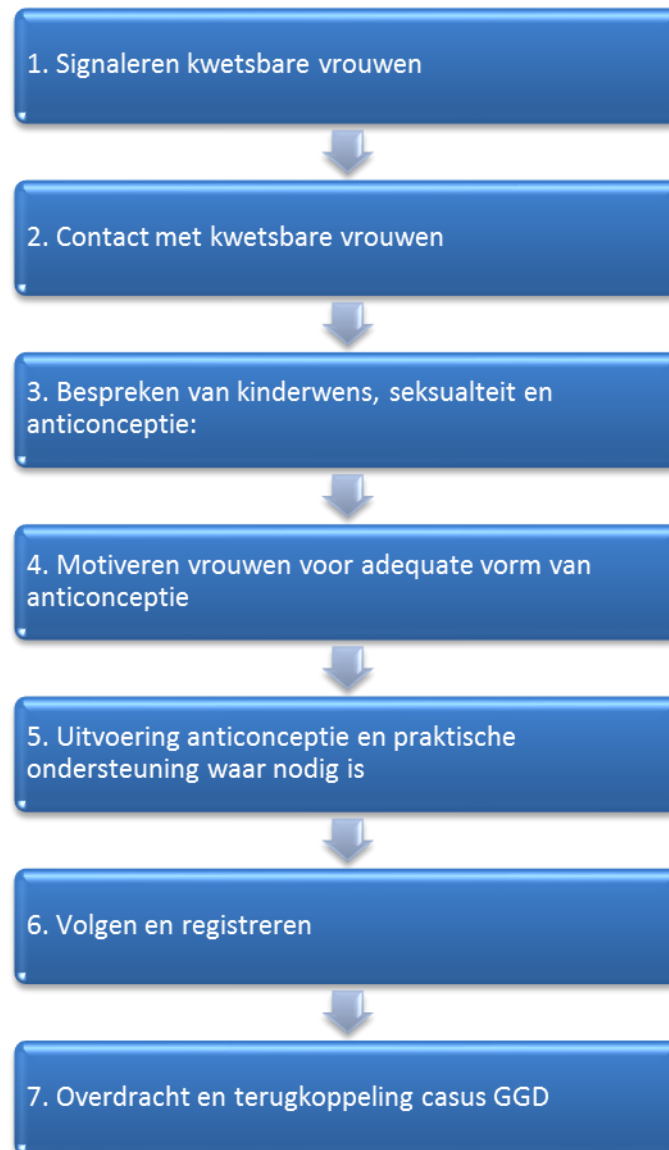 1. Signaleren kwetsbare vrouwen
2. Contact met kwetsbare vrouwen
3. Bespreken van kinderwens, seksualteit en
anticonceptie:
4. Motiveren vrouwen voor adequate vorm van
anticonceptie
5. Uitvoering anticonceptie en praktische
ondersteuning waar nodig is
6. Volgen en registreren
7. Overdracht en terugkoppeling casus GGD